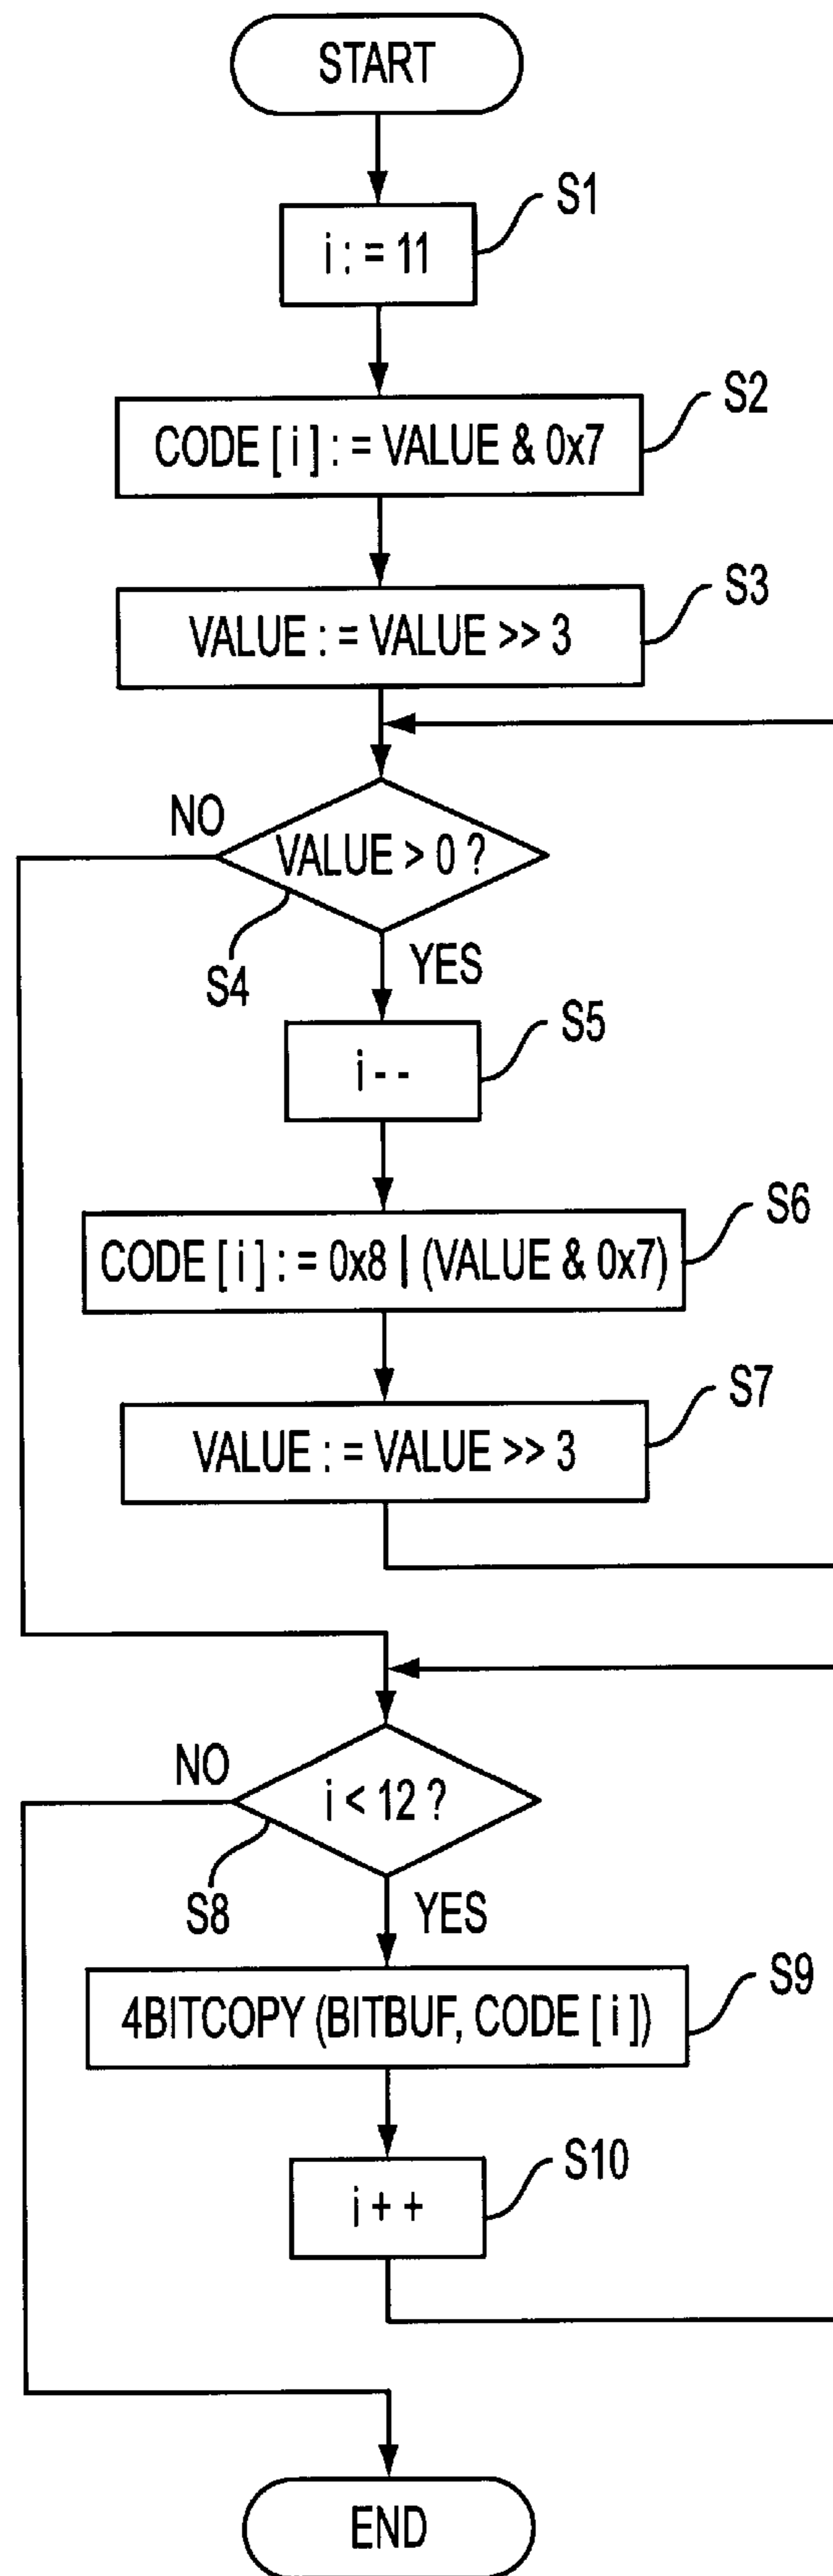 START
S1
i : = 11
S2
CODE [ i ] : = VALUE & 0x7
S3
VALUE : = VALUE >> 3
NO
VALUE > 0 ?
S4
YES
S5
i - -
S6
CODE [ i ] : = 0x8 | (VALUE & 0x7)
S7
VALUE : = VALUE >> 3
NO
i < 12 ?
S8
YES
S9
4BITCOPY (BITBUF, CODE [ i ])
S10
i + +
END